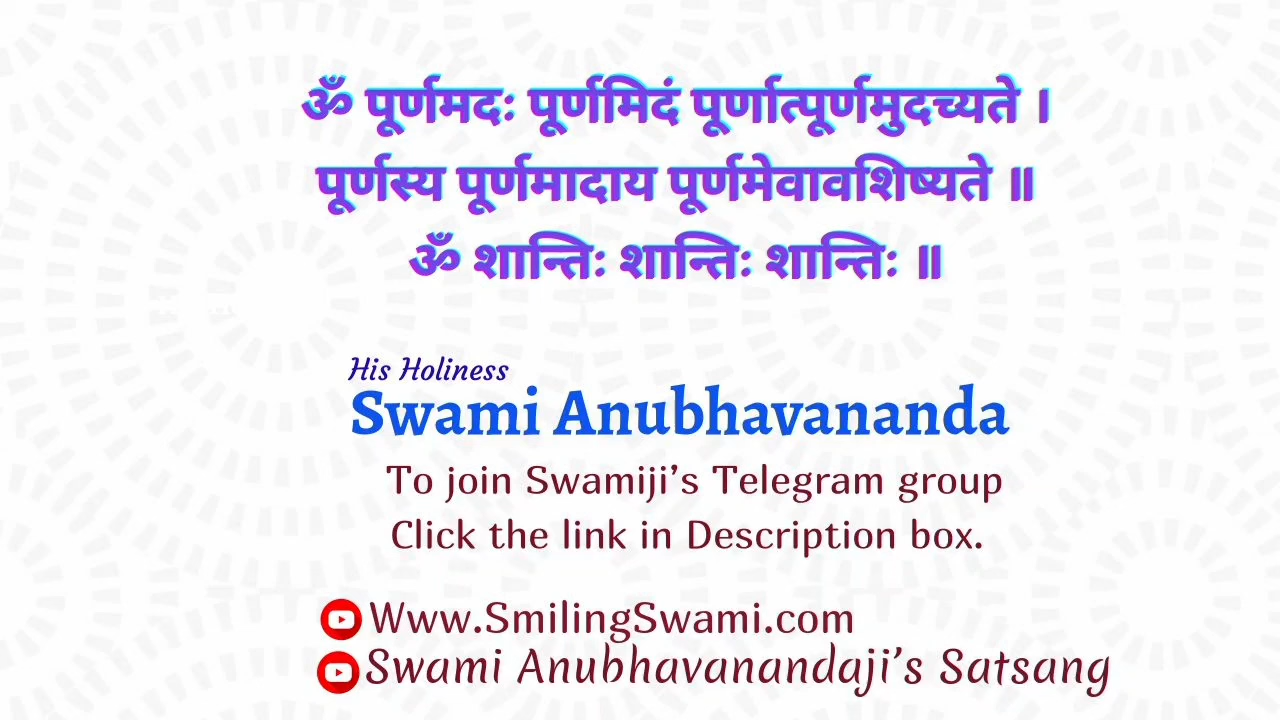 ॐ पूर्णमदः पूर्णमिदं पूर्णात्पूर्णमुदच्यते ।
पूर्णस्य पूर्णमादाय पूर्णमेवावशिष्यते ॥
ॐ शान्तिः शान्तिः शान्तिः ॥
His Holiness
Swami Anubhavananda
To join Swamiji’s Telegram group
Click the link in Description box.
Www.SmilingSwami.com
Swami Anubhavanandaji’s Satsang